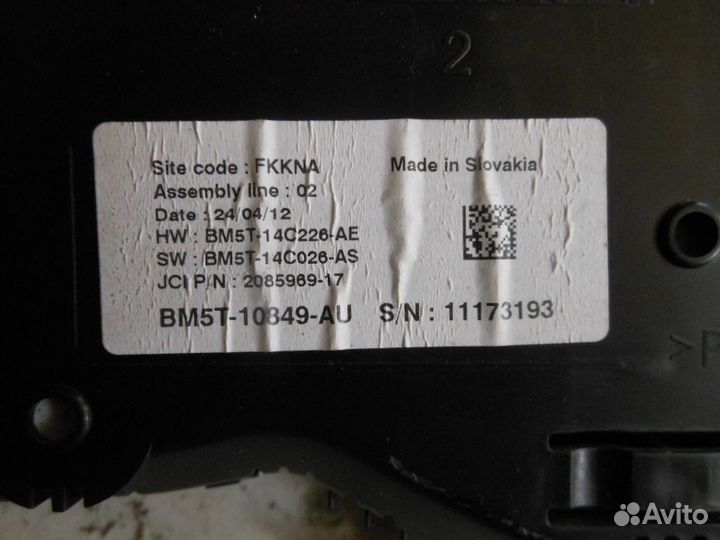 2
Site code : FKKNA Made in Slovakia
Assembly line : 02
Date : 24/04/12
HW : BM5T-14C226-AE
SW : BM5T-14C026-AS
JCI P/N : 2085969-17
BM5T-10849-AU S/N : 11173193
>P
Avito